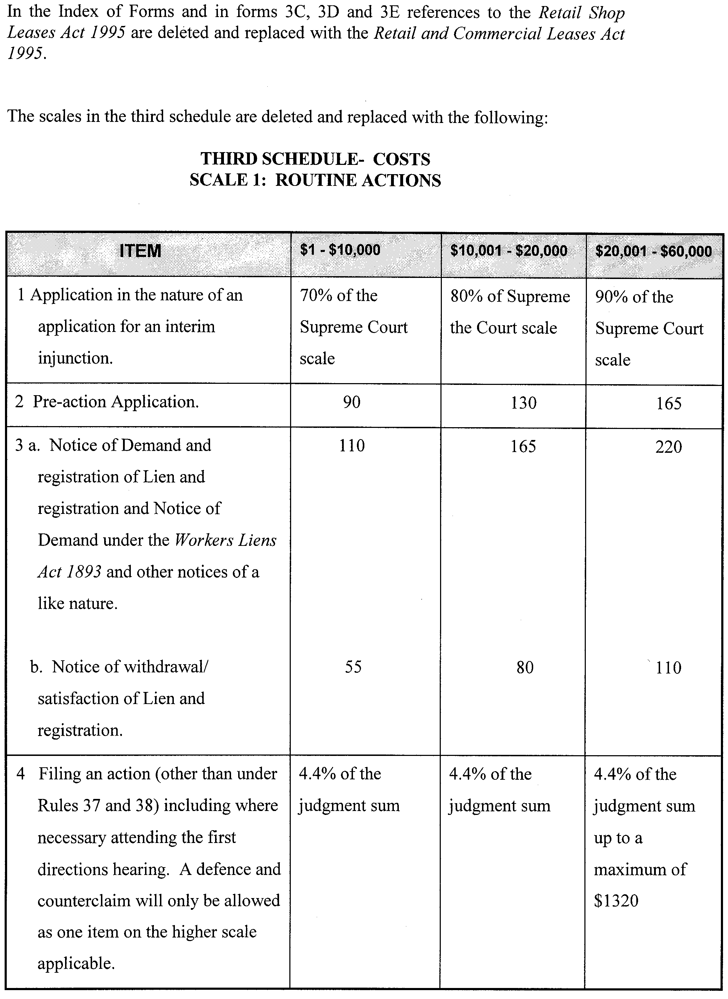 In the Index of Forms and in forms 3C, 3D and 3E references to the Retail Shop
Leases Act 1995 are deleted and replaced with the Retail and Commercial Leases Act
1995.
The scales in the third schedule are deleted and replaced with the following:
THIRD SCHEDULE- COSTS
SCALE 1: ROUTINE ACTIONS
ITEM
$1 - $10,000
$10,001 - $20,000
$20,001 - $60,000
1 Application in the nature of an
application for an interim
injunction.
70% of the
Supreme Court
scale
80% of Supreme
the Court scale
90% of the
Supreme Court
scale
2 Pre-action Application.
90
130
165
3 a. Notice of Demand and
registration of Lien and
registration and Notice of
Demand under the Workers Liens
Act 1893 and other notices of a
like nature.
110
165
220
b. Notice of withdrawal/
satisfaction of Lien and
registration.
55
80
110
4 Filing an action (other than under
Rules 37 and 38) including where
necessary attending the first
directions hearing. A defence and
counterclaim will only be allowed
as one item on the higher scale
applicable.
4.4% of the
judgment sum
4.4% of the
judgment sum
4.4% of the
judgment sum
up to a
maximum of
$1320